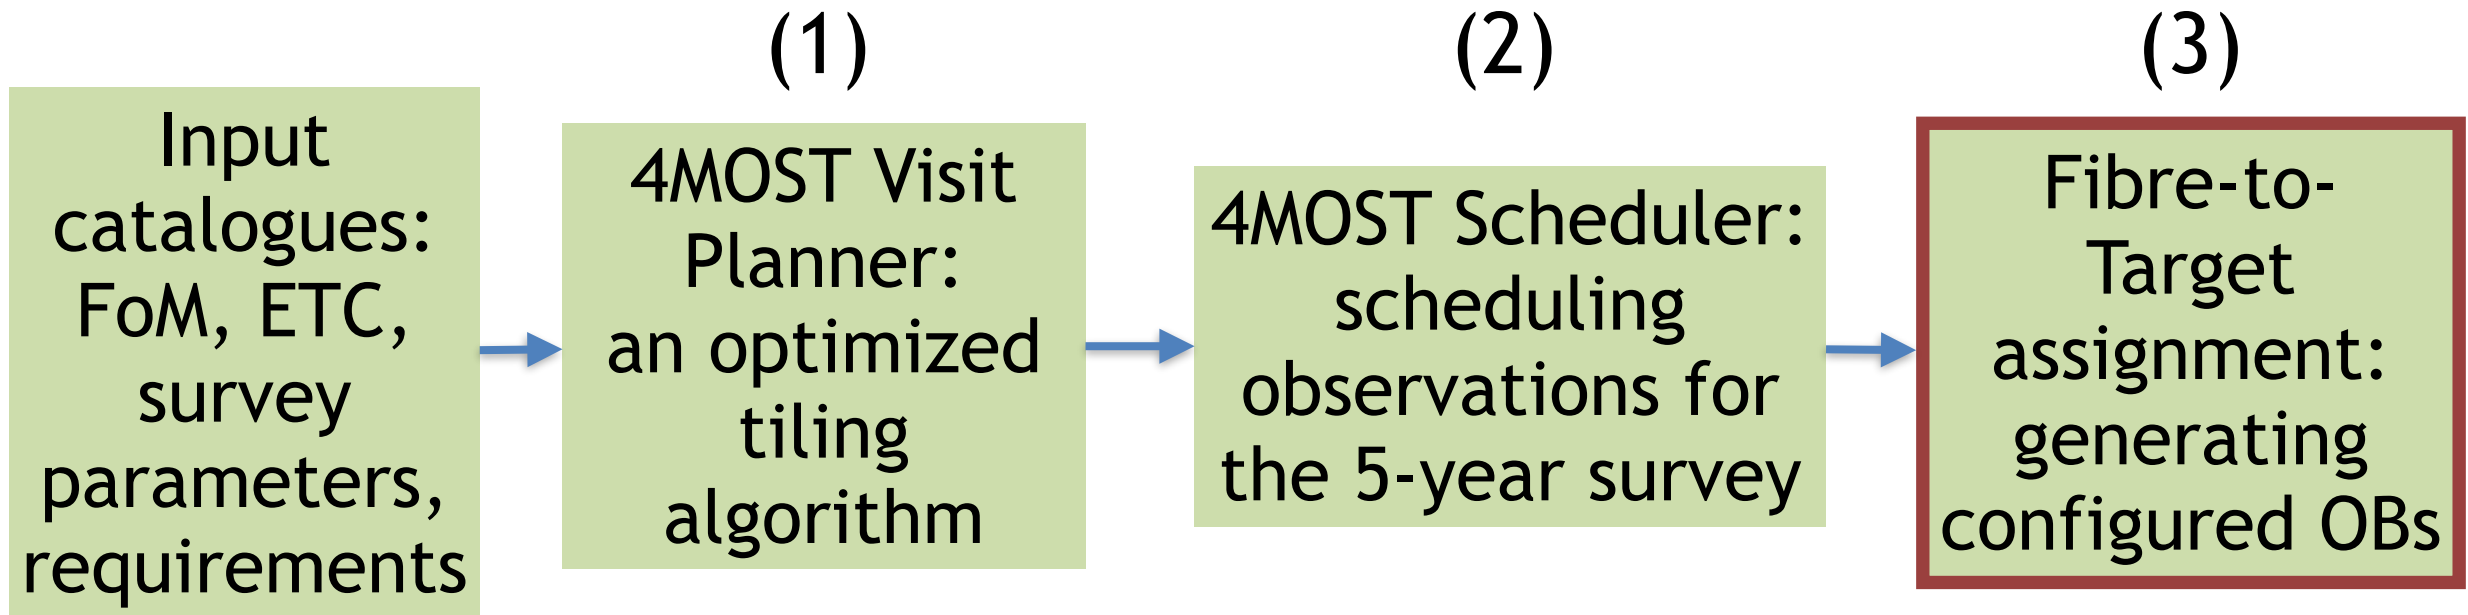 Input
catalogues:
FoM, ETC,
survey
parameters,
requirements
(1)
4MOST Visit
Planner:
an optimized
tiling
algorithm
(2)
4MOST Scheduler:
scheduling
observations for
the 5-year survey
(3)
Fibre-to-
Target
assignment:
generating
configured OBs